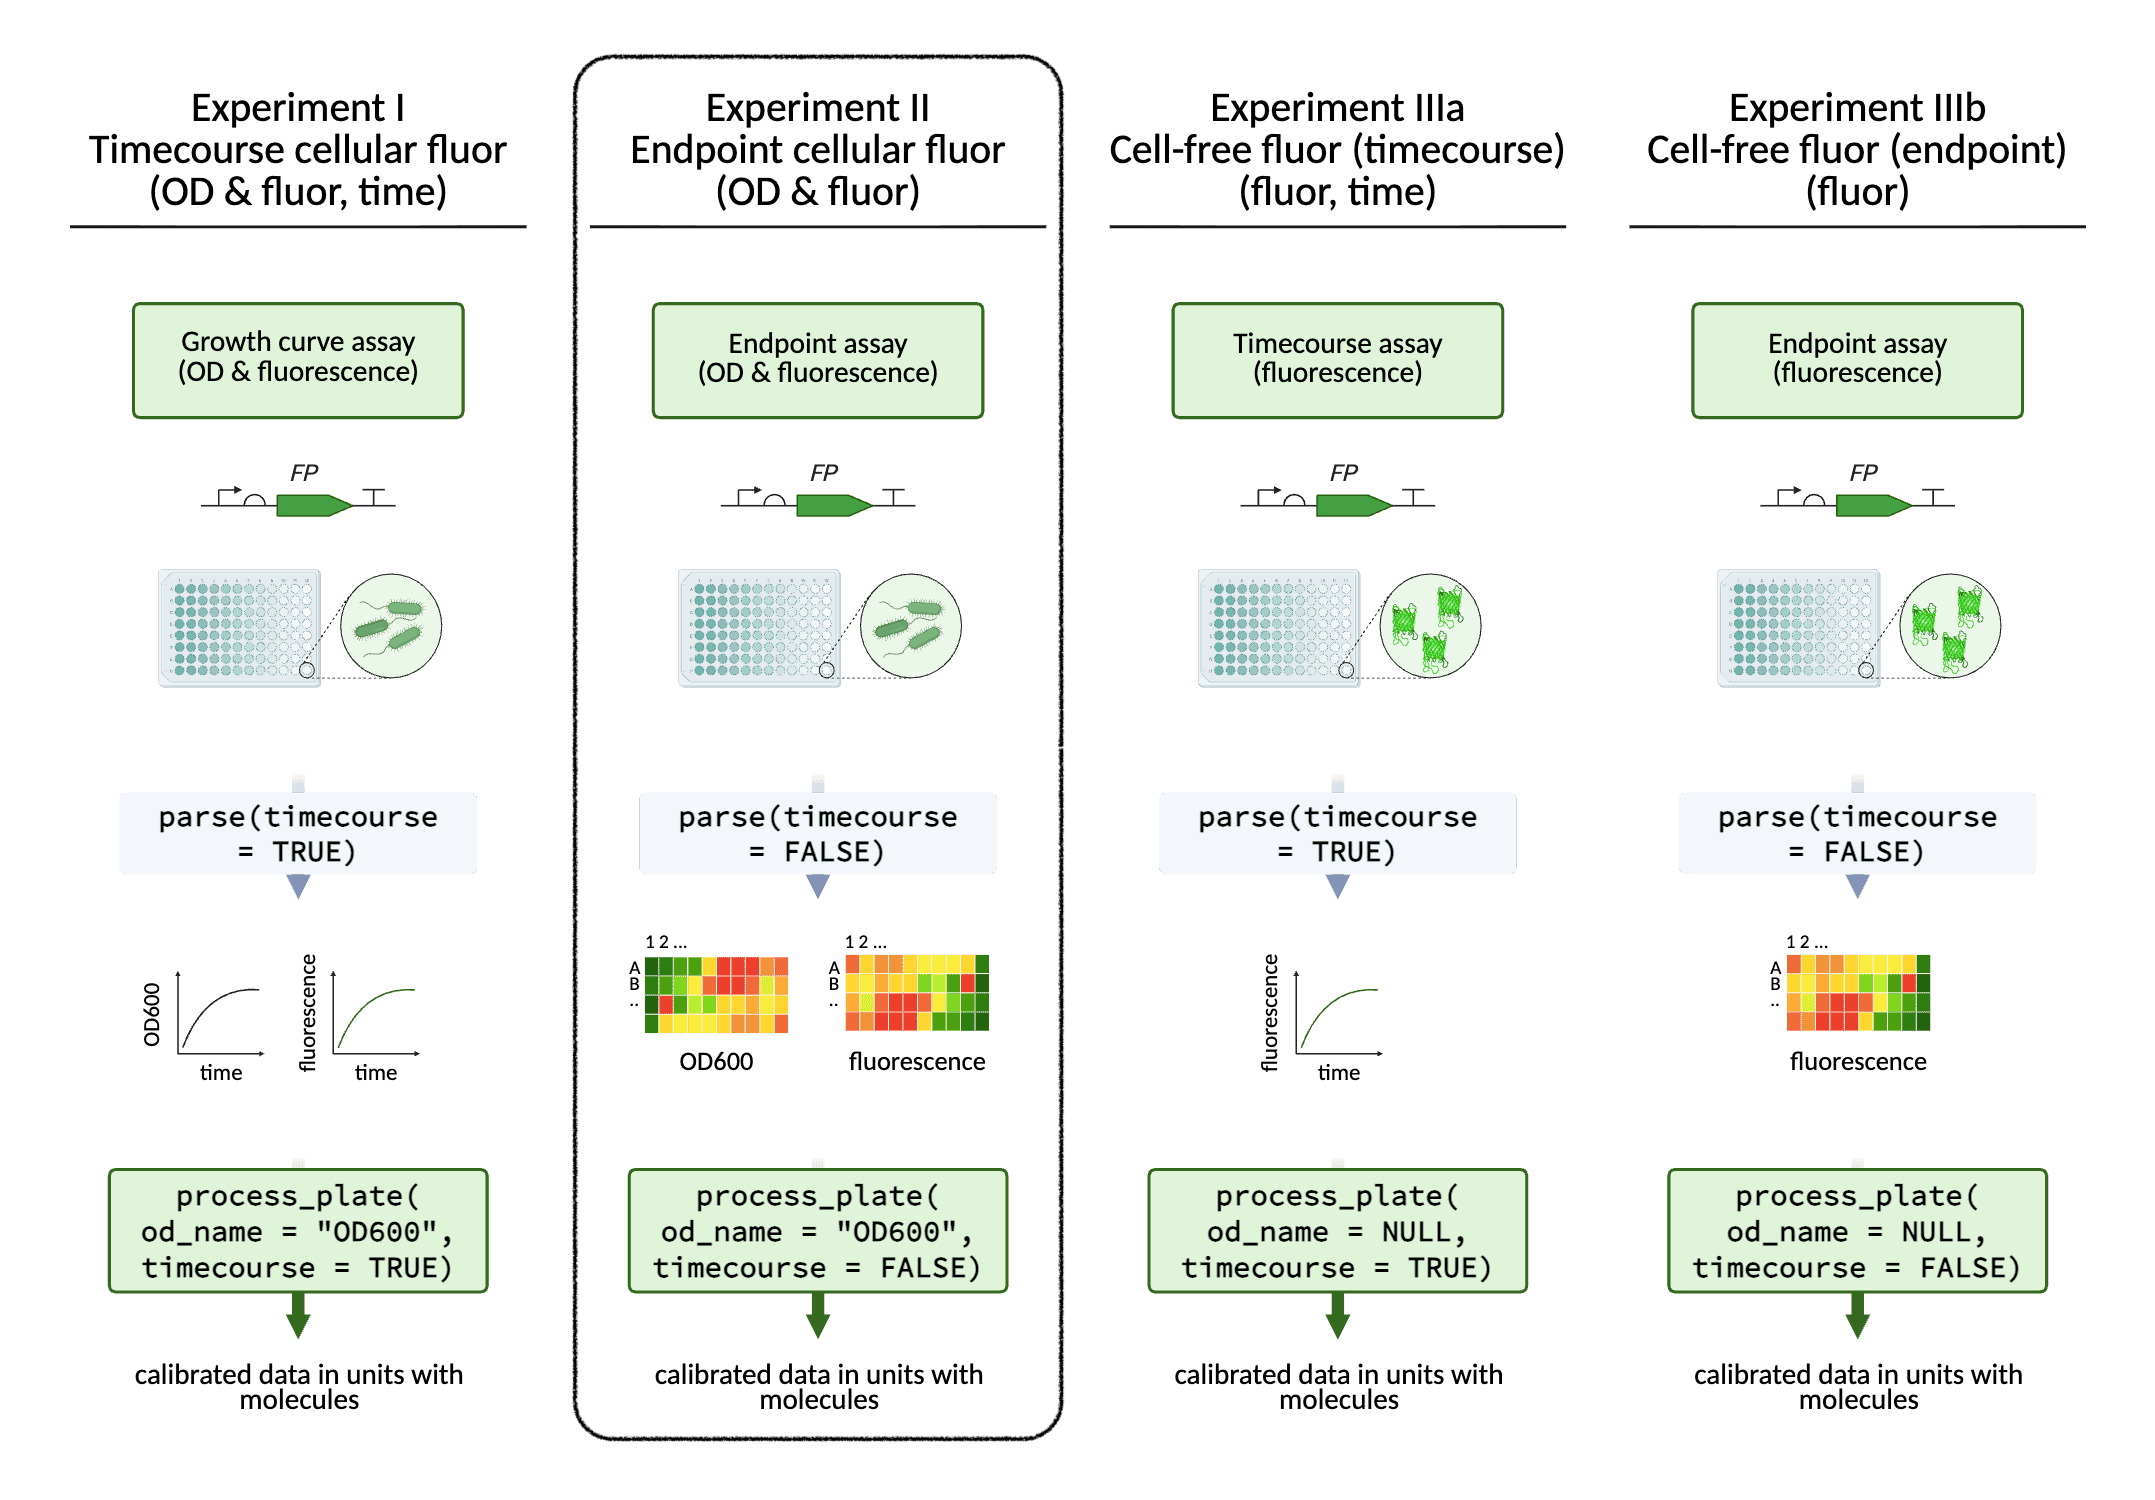 Experiment I
Timecourse cellular fluor
(OD & fluor, time)
Growth curve assay
(OD & fluorescence)
FP
parse(timecourse
= TRUE)
OD600
time
fluorescence
time
process_plate(
od_name = "OD600",
timecourse = TRUE)
calibrated data in units with
molecules
Experiment II
Endpoint cellular fluor
(OD & fluor)
Endpoint assay
(OD & fluorescence)
FP
parse(timecourse
= FALSE)
1 2 ...
A
B
..
OD600
1 2 ...
A
B
..
fluorescence
process_plate(
od_name = "OD600",
timecourse = FALSE)
calibrated data in units with
molecules
Experiment IIIa
Cell-free fluor (timecourse)
(fluor, time)
Timecourse assay
(fluorescence)
FP
parse(timecourse
= TRUE)
fluorescence
time
process_plate(
od_name = NULL,
timecourse = TRUE)
calibrated data in units with
molecules
Experiment IIIb
Cell-free fluor (endpoint)
(fluor)
Endpoint assay
(fluorescence)
FP
parse(timecourse
= FALSE)
1 2 ...
A
B
..
fluorescence
process_plate(
od_name = NULL,
timecourse = FALSE)
calibrated data in units with
molecules